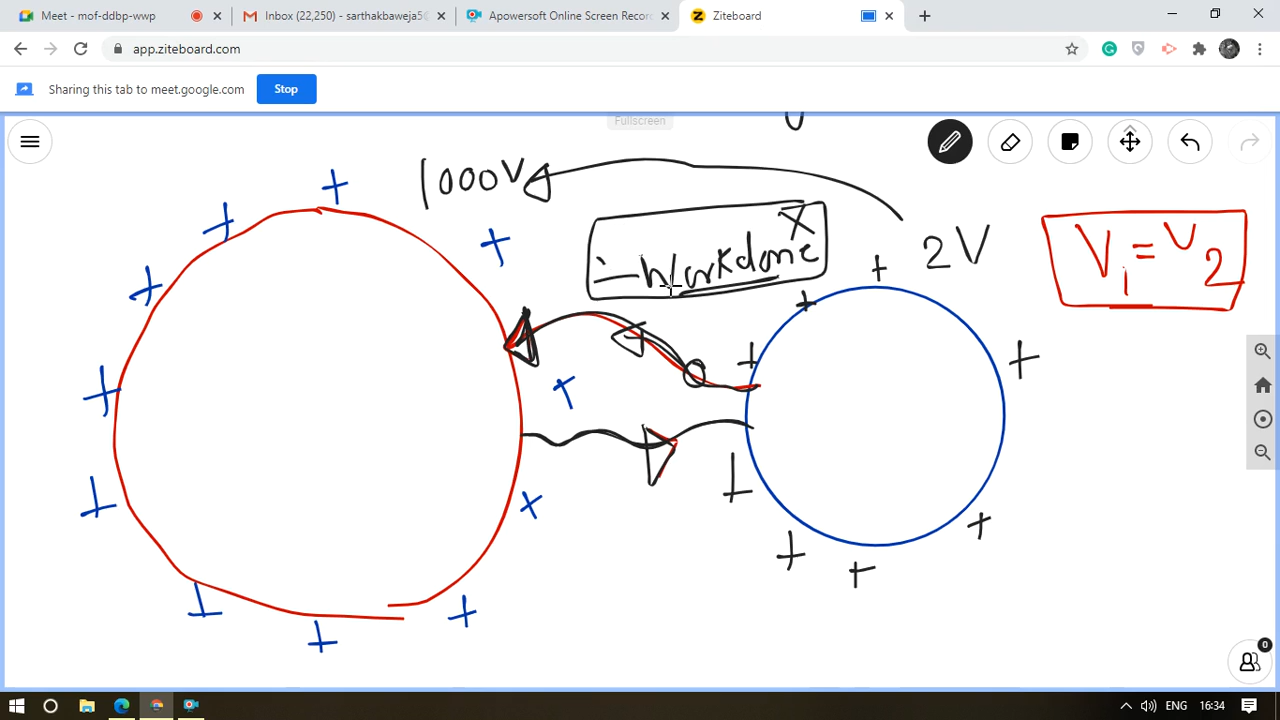 Meet - mof-ddbp-wwp
Inbox (22,250) - sarthakbaweja5
Apowersoft Online Screen Recor
Ziteboard
app.ziteboard.com
Sharing this tab to meet.google.com
Stop
Fullscreen
1000V
X
Workdone
2V
V1 = V2
0
ENG
16:34